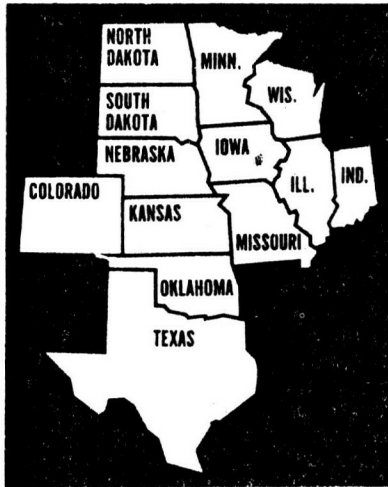 NORTH
DAKOTA
MINN.
SOUTH
DAKOTA
WIS.
NEBRASKA
IOWA
COLORADO
KANSAS
ILL.
IND.
MISSOURI
OKLAHOMA
TEXAS